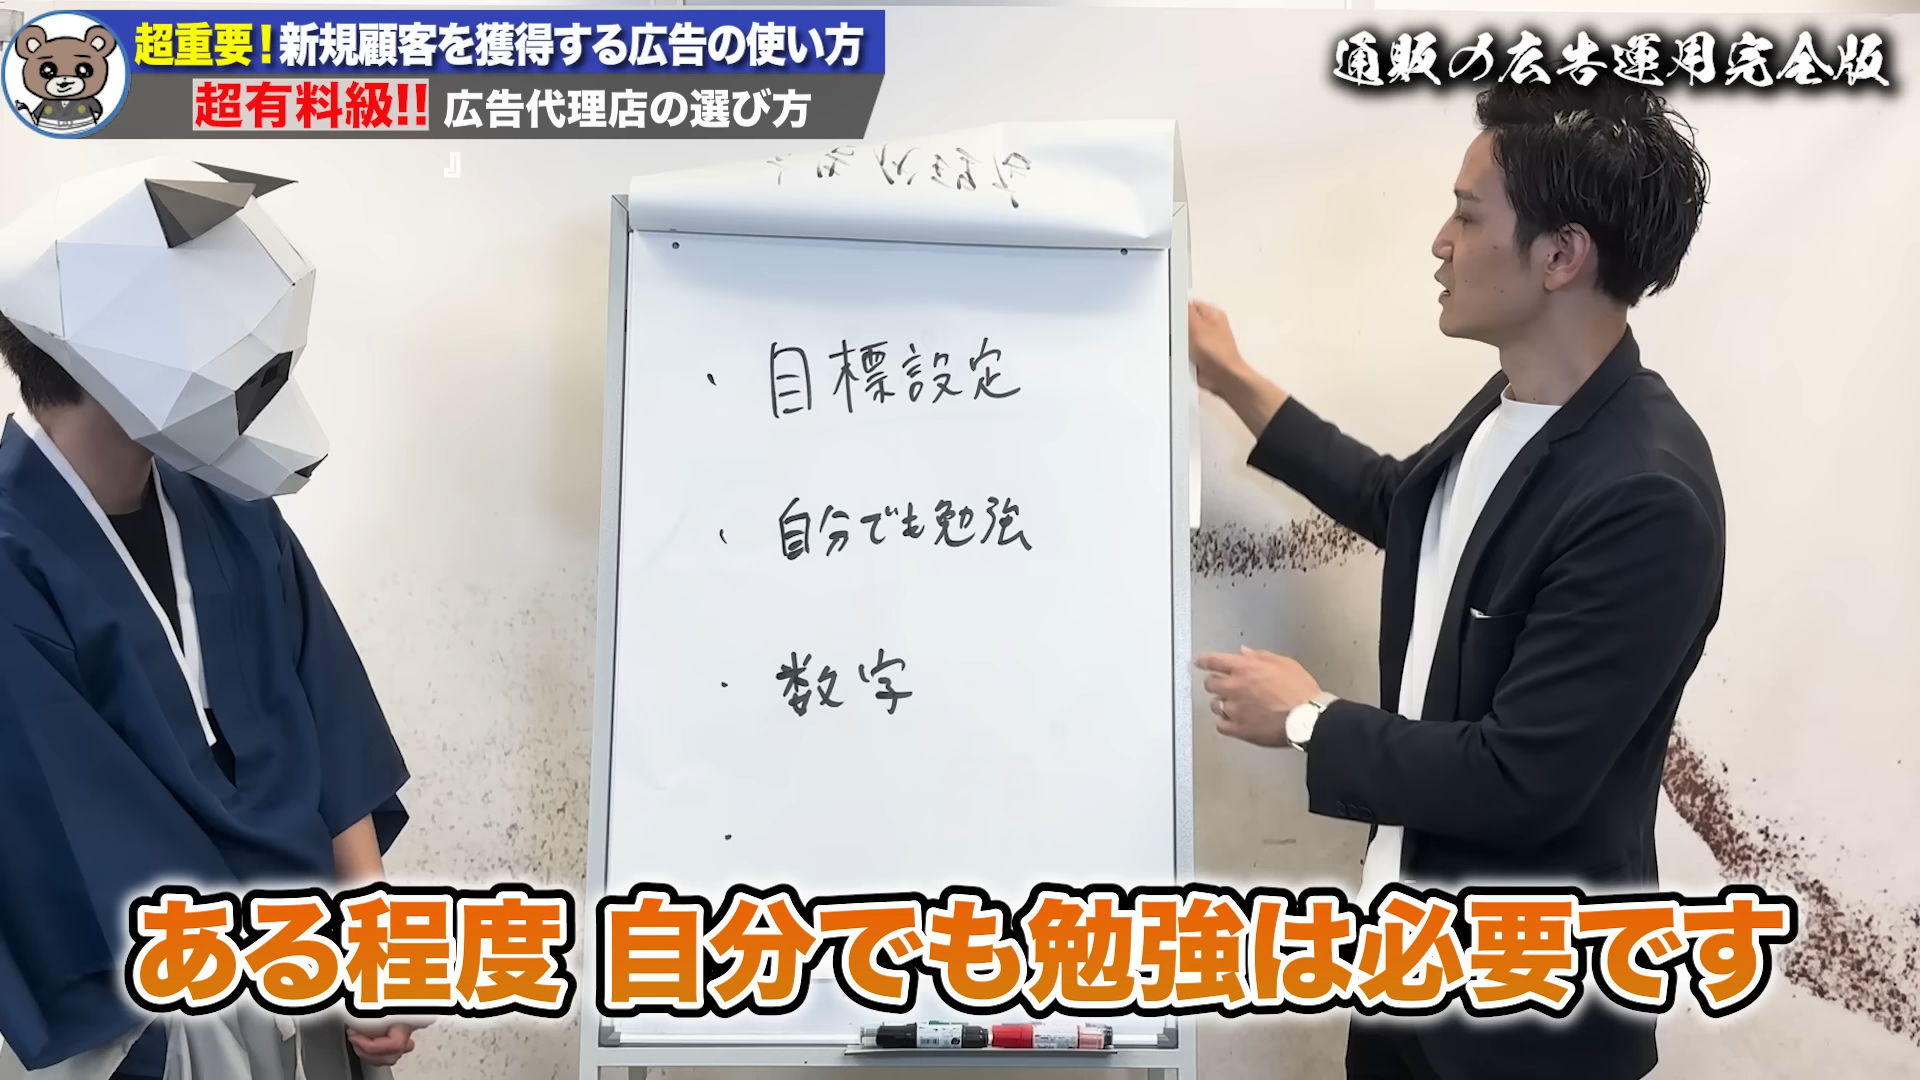 超重要！新規顧客を獲得する広告の使い方
超有料級!! 広告代理店の選び方
通販の広告運用完全版
』
・目標設定
・自分でも勉強
・数字
・
ある程度 自分でも勉強は必要です